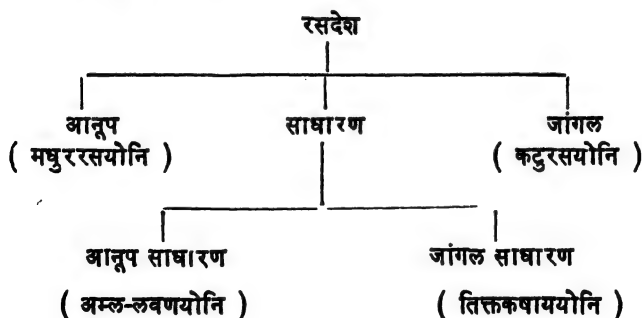 रसदेश
आनूप साधारण जांगल
( मधुररसयोनि ) ( कटुरसयोनि )
आनूप साधारण जांगल साधारण
( अम्ल-लवणयोनि ) ( तिक्तकषाययोनि )